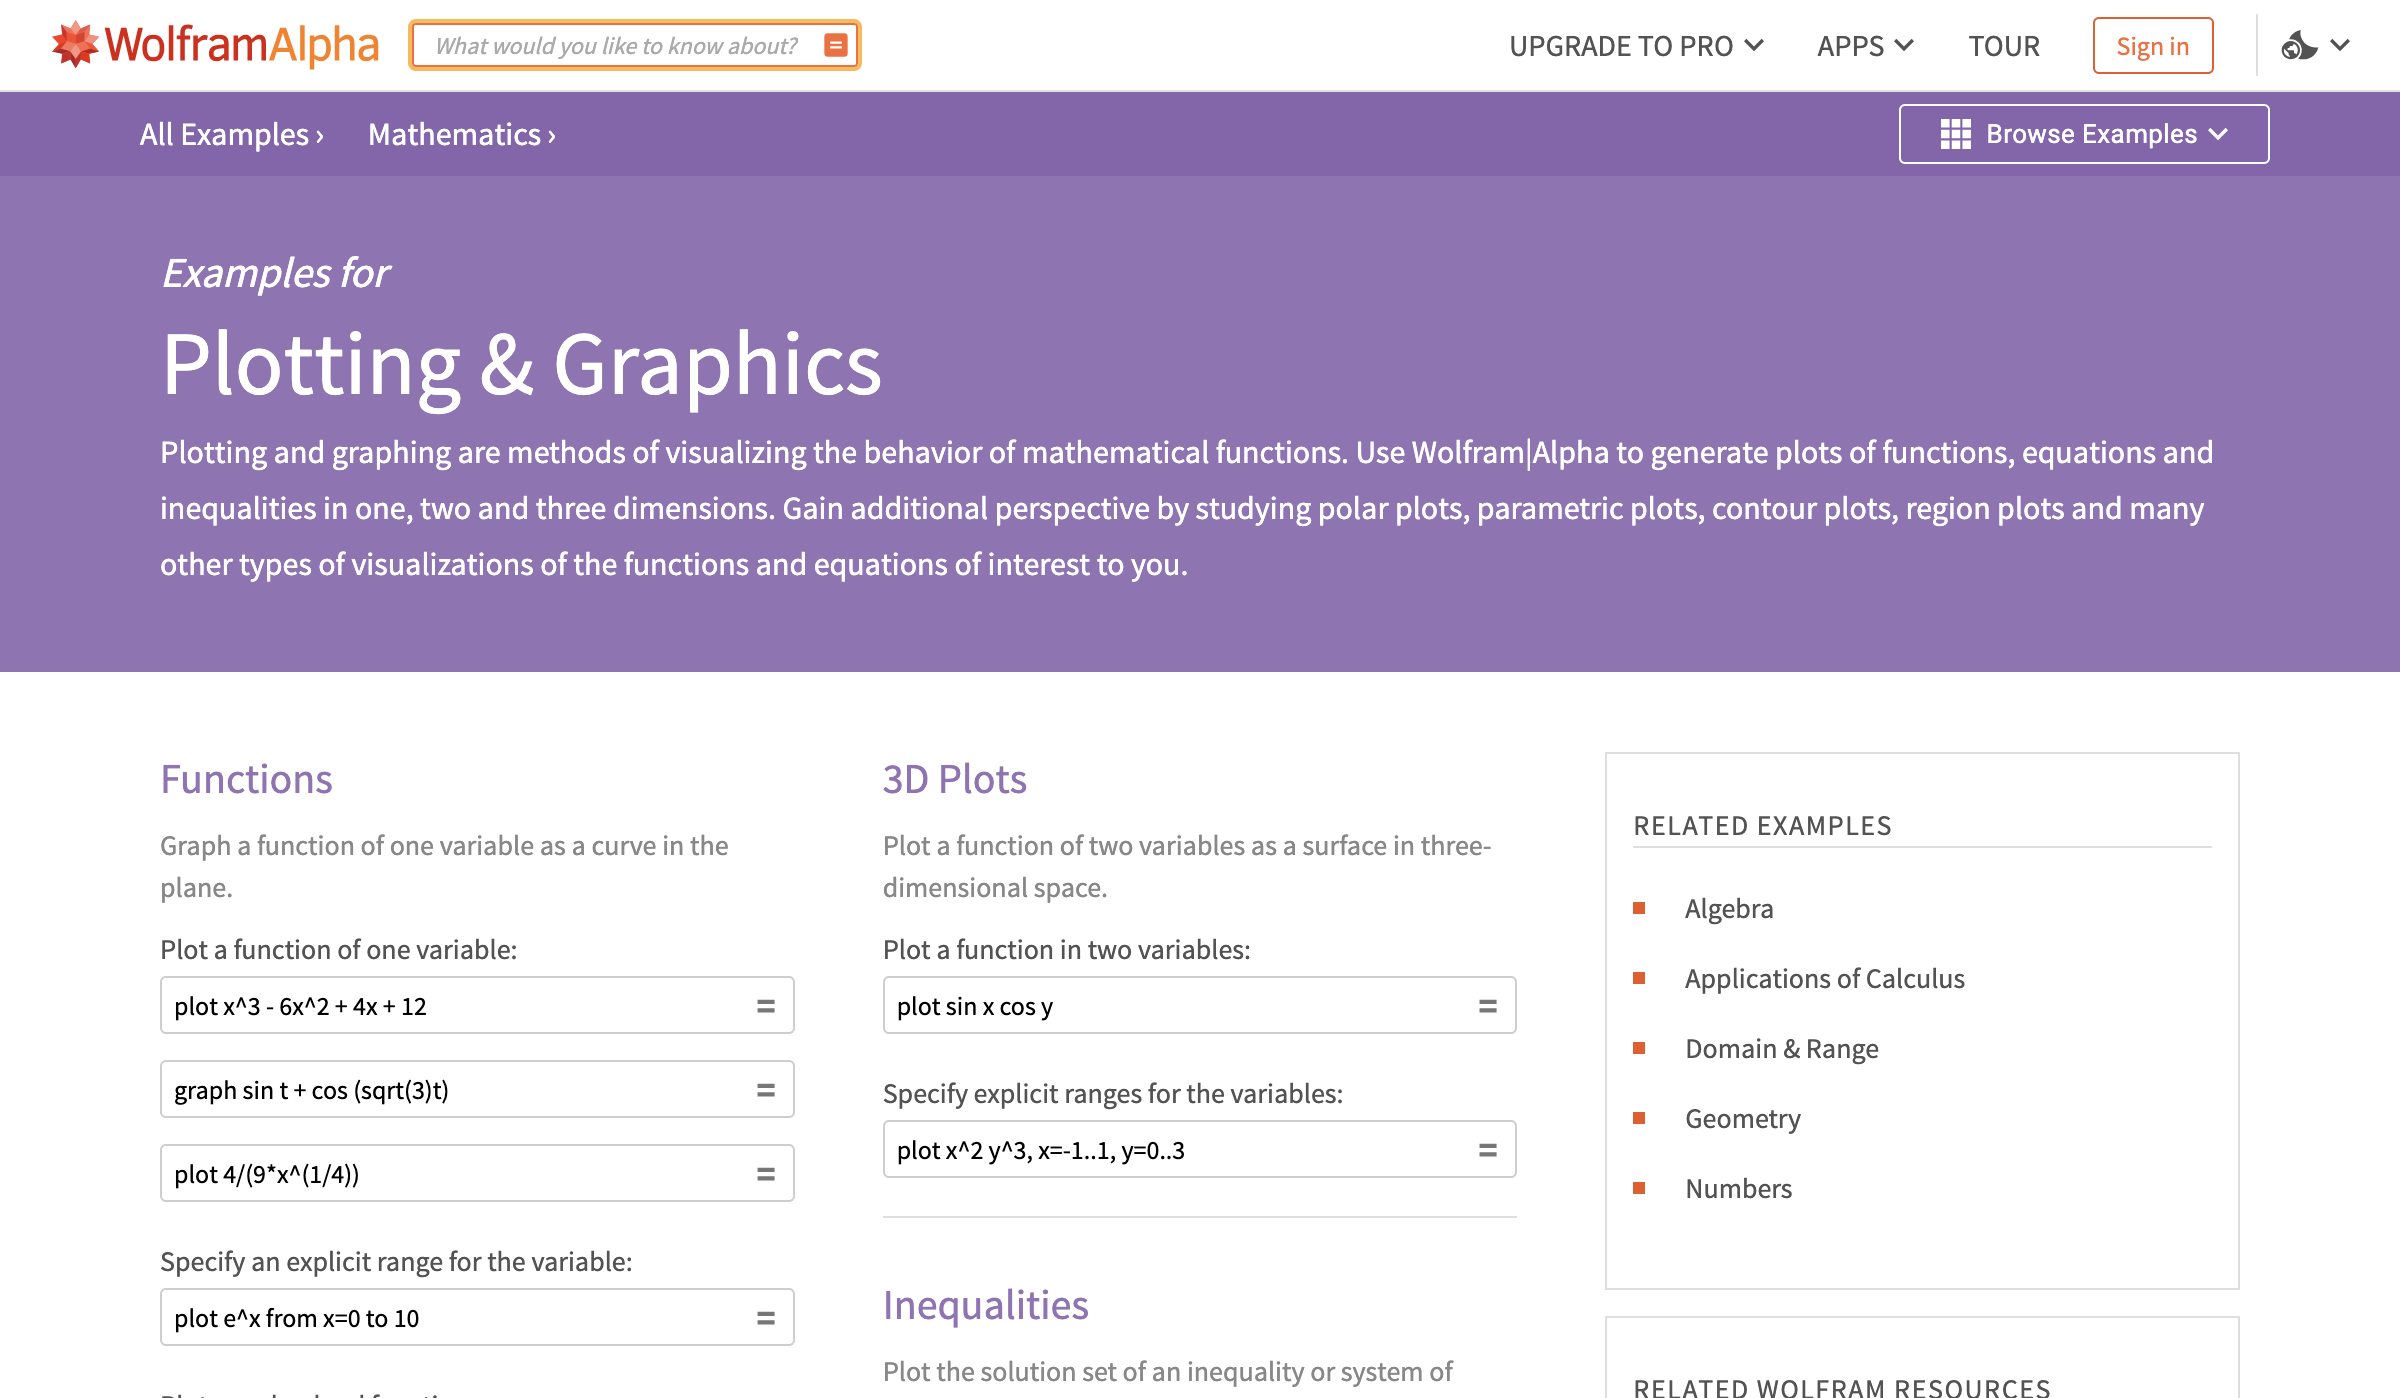 WolframAlpha
What would you like to know about?
UPGRADE TO PRO
APPS
TOUR
Sign in
All Examples ›
Mathematics ›
Browse Examples
Examples for
Plotting & Graphics
Plotting and graphing are methods of visualizing the behavior of mathematical functions. Use Wolfram|Alpha to generate plots of functions, equations and
inequalities in one, two and three dimensions. Gain additional perspective by studying polar plots, parametric plots, contour plots, region plots and many
other types of visualizations of the functions and equations of interest to you.
Functions
Graph a function of one variable as a curve in the
plane.
Plot a function of one variable:
plot x^3 - 6x^2 + 4x + 12
graph sin t + cos (sqrt(3)t)
plot 4/(9*x^(1/4))
Specify an explicit range for the variable:
plot e^x from x=0 to 10
3D Plots
Plot a function of two variables as a surface in three-
dimensional space.
Plot a function in two variables:
plot sin x cos y
Specify explicit ranges for the variables:
plot x^2 y^3, x=-1..1, y=0..3
Inequalities
Plot the solution set of an inequality or system of
RELATED EXAMPLES
Algebra
Applications of Calculus
Domain & Range
Geometry
Numbers
RELATED WOLFRAM RESOURCES